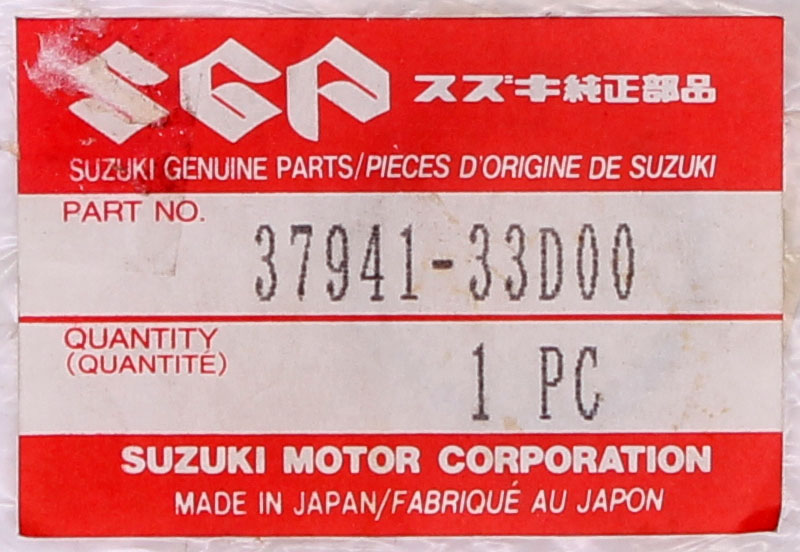 SGP スズキ純正部品
SUZUKI GENUINE PARTS/PIECES D'ORIGINE DE SUZUKI
PART NO.
37941-33D00
QUANTITY
(QUANTITÉ)
1 PC
SUZUKI MOTOR CORPORATION
MADE IN JAPAN/FABRIQUÉ AU JAPON